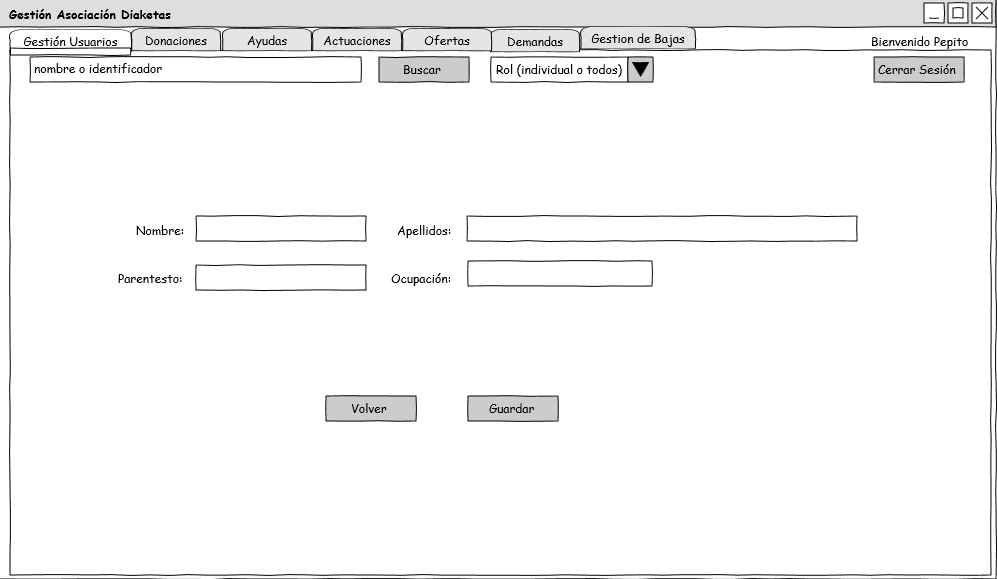 Gestión Asociación Diaketas
Gestión Usuarios Donaciones Ayudas Actuaciones Ofertas Demandas Gestion de Bajas Bienvenido Pepito
nombre o identificador Buscar Rol (individual o todos) Cerrar Sesión
Nombre: Apellidos:
Parentesto: Ocupación:
Volver Guardar